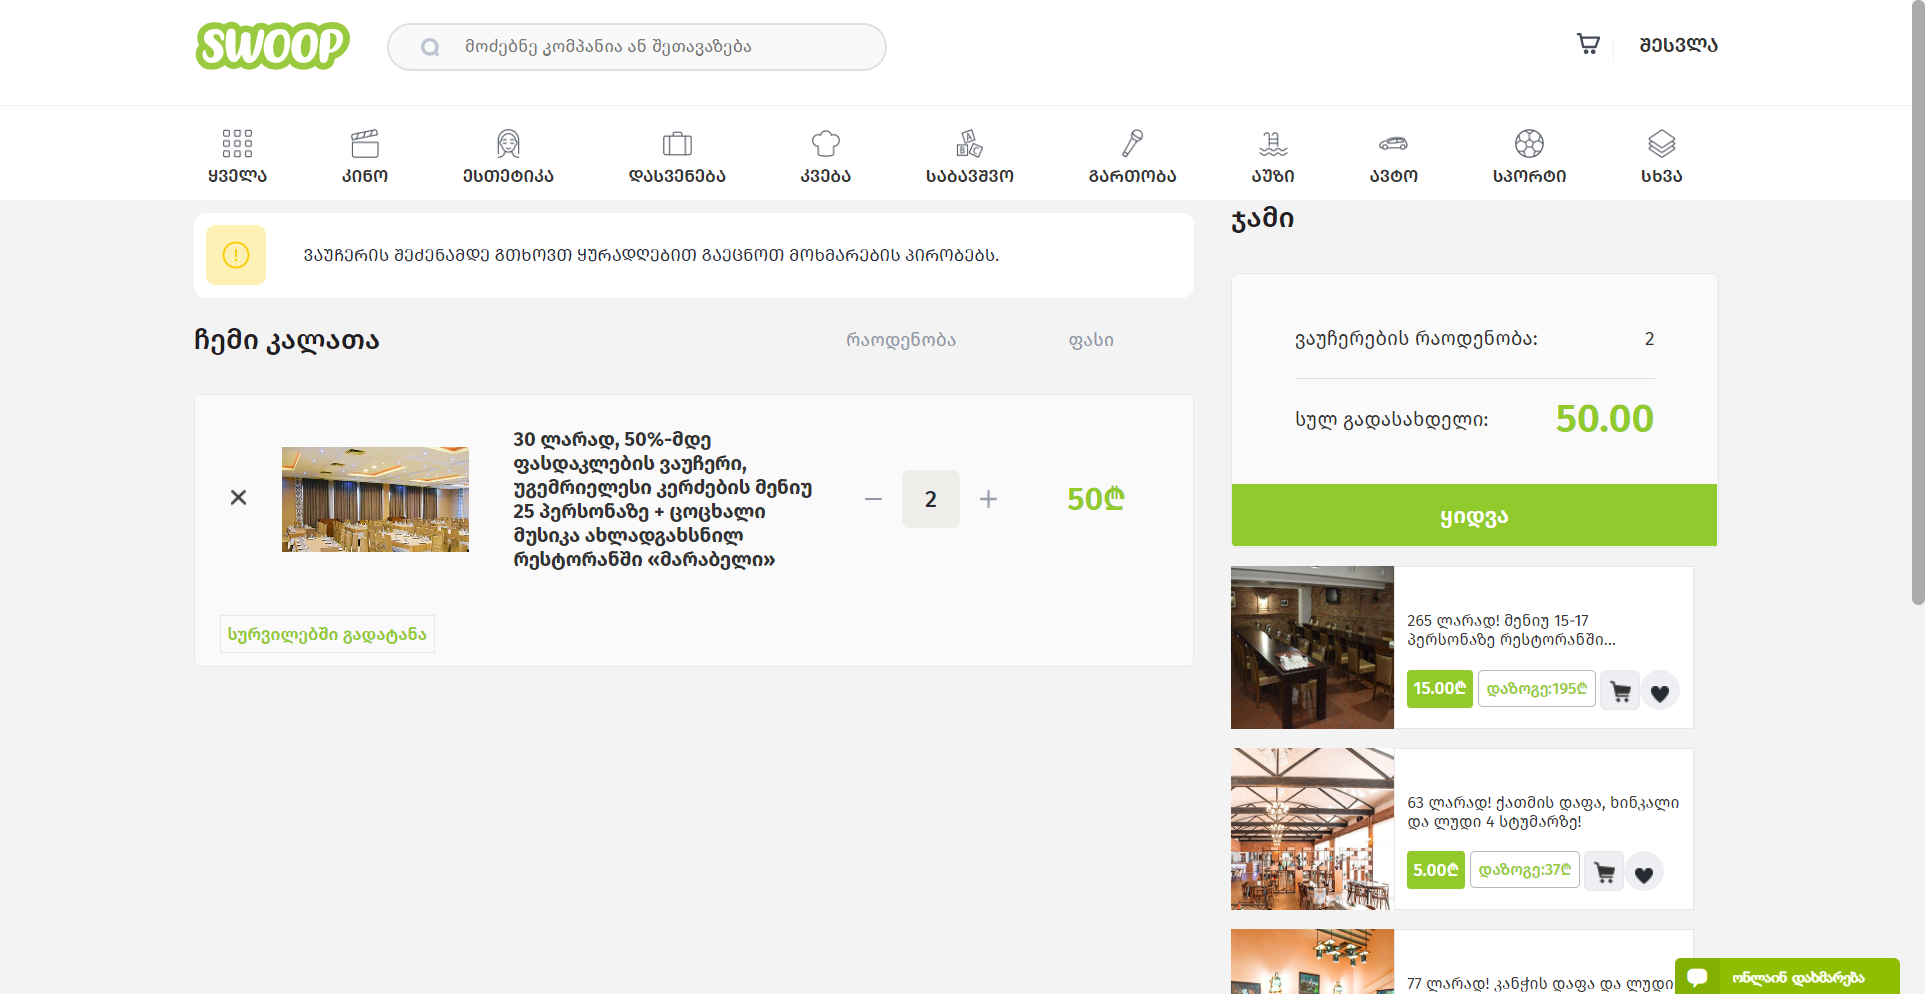 SWOOP
მოძებნე კომპანია ან შეთავაზება
შესვლა
ყველა
კინო
ესთეტიკა
დასვენება
კვება
საბავშვო
გართობა
აუზი
ავტო
სპორტი
სხვა
ვაუჩერის შეძენამდე გთხოვთ ყურადღებით გაეცნოთ მოხმარების პირობებს.
ჩემი კალათა
რაოდენობა
ფასი
30 ლარად, 50%-მდე
ფასდაკლების ვაუჩერი,
უგემრიელესი კერძების მენიუ
25 პერსონაზე + ცოცხალი
მუსიკა ახლადგახსნილ
რესტორანში «მარაბელი»
2
50₾
სურვილებში გადატანა
ჯამი
ვაუჩერების რაოდენობა: 2
სულ გადასახდელი: 50.00
ყიდვა
265 ლარად! მენიუ 15-17
პერსონაზე რესტორანში...
15.00₾ დაზოგე:195₾
63 ლარად! ქათმის დაფა, ხინკალი
და ლუდი 4 სტუმარზე!
5.00₾ დაზოგე:37₾
77 ლარად! კანჭის დაფა და ლუდი
ონლაინ დახმარება